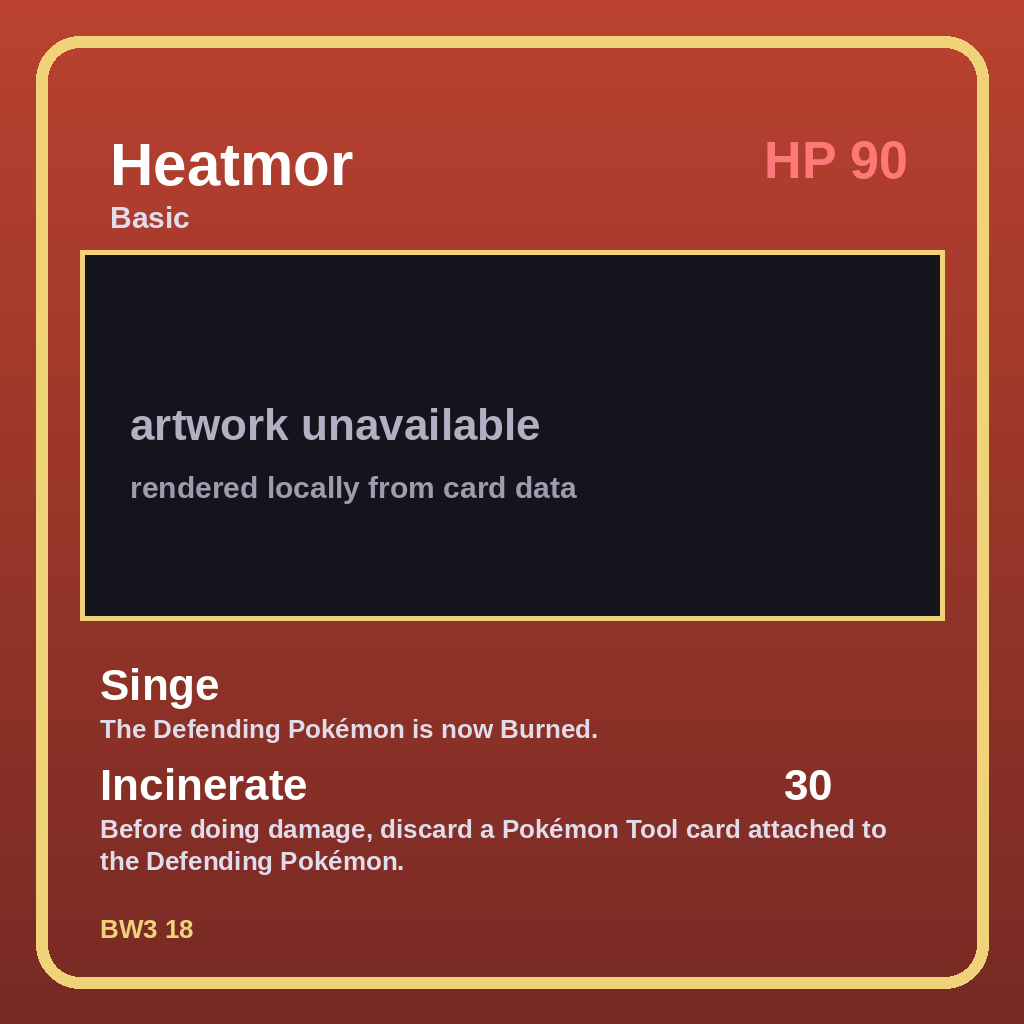 Heatmor
HP 90
Basic
artwork unavailable
rendered locally from card data
Singe
The Defending Pokémon is now Burned.
Incinerate 30
Before doing damage, discard a Pokémon Tool card attached to
the Defending Pokémon.
BW3 18